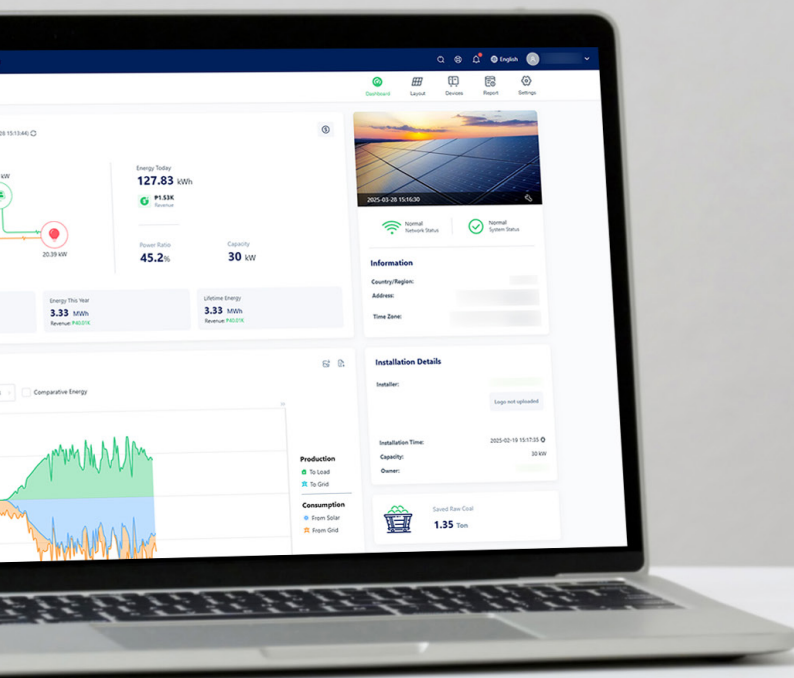 English
Dashboard
Layout
Devices
Report
Settings
28 15:13:44)
kW
20.39 kW
Energy Today
127.83 kWh
₱1.53K
Revenue
Power Ratio
45.2%
Capacity
30 kW
Energy This Year
3.33 MWh
Revenue: ₱40.01K
Lifetime Energy
3.33 MWh
Revenue: ₱40.01K
2025-03-28 15:16:30
Normal
Network Status
Normal
System Status
Information
Country/Region:
Address:
Time Zone:
Comparative Energy
Production
To Load
To Grid
Consumption
From Solar
From Grid
Installation Details
Installer:
Logo not uploaded
Installation Time: 2025-02-19 15:17:35
Capacity: 30 kW
Owner:
Saved Raw Coal
1.35 Ton